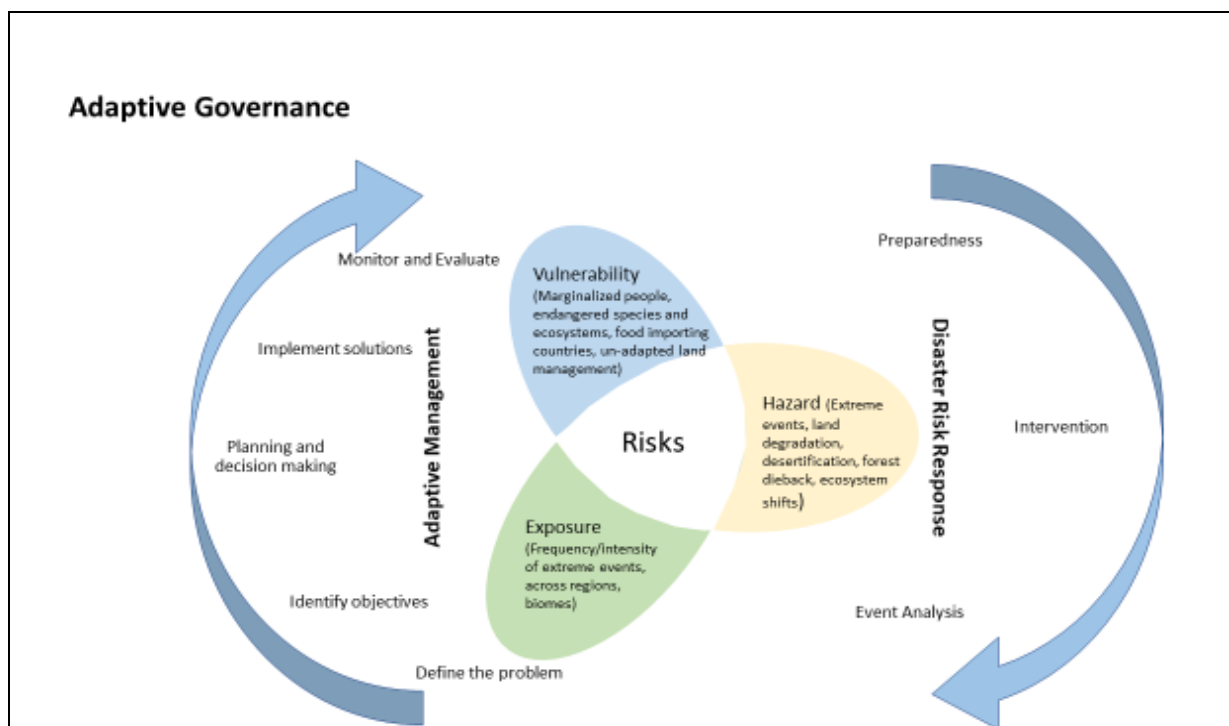 Adaptive Governance
Monitor and Evaluate
Implement solutions
Planning and
decision making
Identify objectives
Define the problem
Adaptive Management
Vulnerability
(Marginalized people,
endangered species and
ecosystems, food importing
countries, un-adapted land
management)
Risks
Hazard (Extreme
events, land
degradation,
desertification, forest
dieback, ecosystem
shifts)
Exposure
(Frequency/intensity
of extreme events,
across regions,
biomes)
Disaster Risk Response
Preparedness
Intervention
Event Analysis